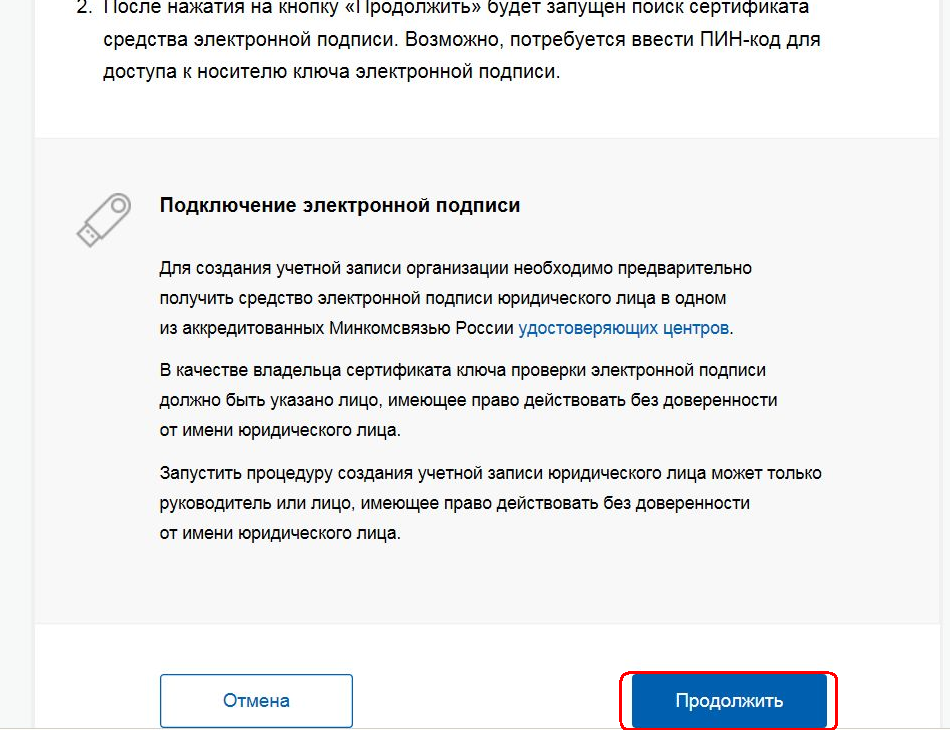 2. После нажатия на кнопку «Продолжить» будет запущен поиск сертификата
средства электронной подписи. Возможно, потребуется ввести ПИН-код для
доступа к носителю ключа электронной подписи.
Подключение электронной подписи
Для создания учетной записи организации необходимо предварительно
получить средство электронной подписи юридического лица в одном
из аккредитованных Минкомсвязью России удостоверяющих центров.
В качестве владельца сертификата ключа проверки электронной подписи
должно быть указано лицо, имеющее право действовать без доверенности
от имени юридического лица.
Запустить процедуру создания учетной записи юридического лица может только
руководитель или лицо, имеющее право действовать без доверенности
от имени юридического лица.
Отмена
Продолжить